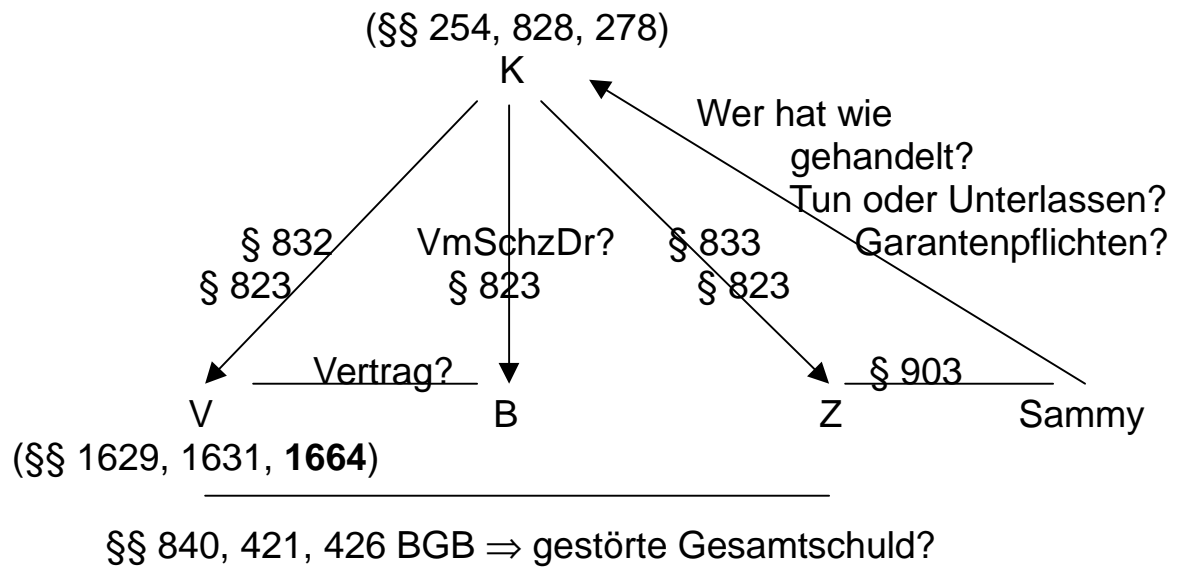 (§§ 254, 828, 278)
K
Wer hat wie
gehandelt?
Tun oder Unterlassen?
§ 832 VmSchzDr? § 833 Garantenpflichten?
§ 823 § 823 § 823
Vertrag? § 903
V B Z Sammy
(§§ 1629, 1631, 1664)
§§ 840, 421, 426 BGB ⇒ gestörte Gesamtschuld?